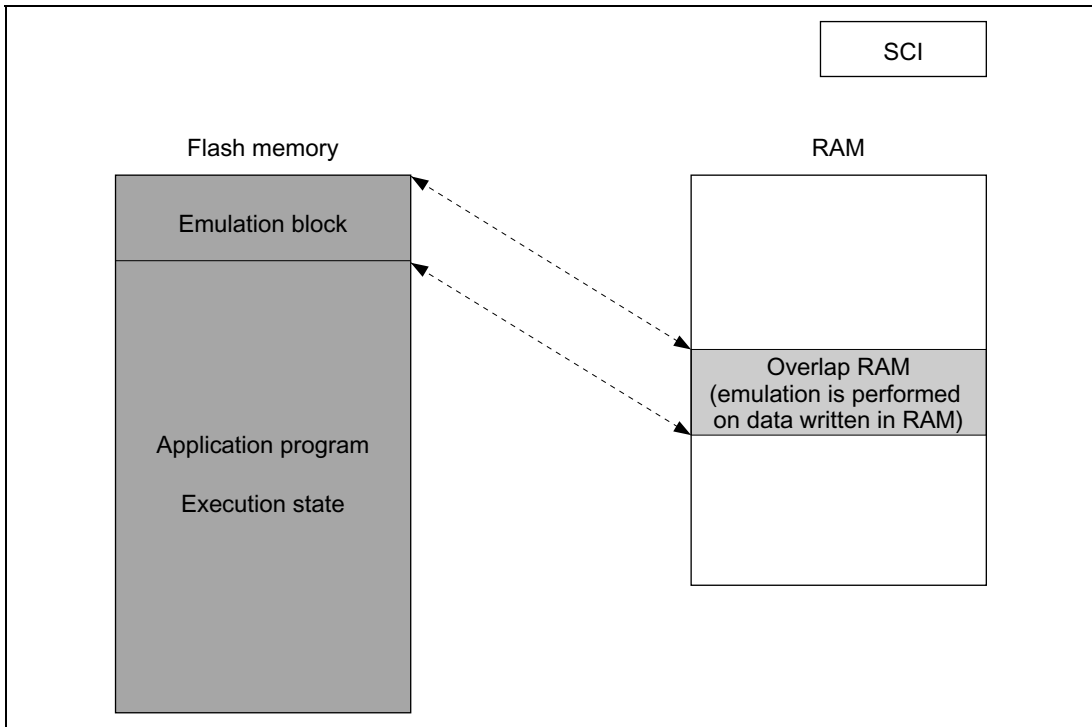 SCI
Flash memory
RAM
Emulation block
Overlap RAM
(emulation is performed
on data written in RAM)
Application program
Execution state